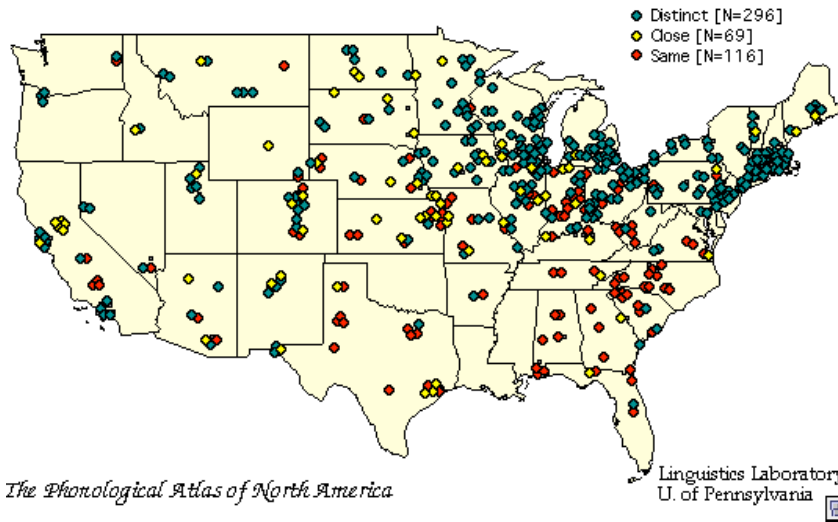 Distinct [N=296]
Close [N=69]
Same [N=116]
The Phonological Atlas of North America
Linguistics Laboratory
U. of Pennsylvania